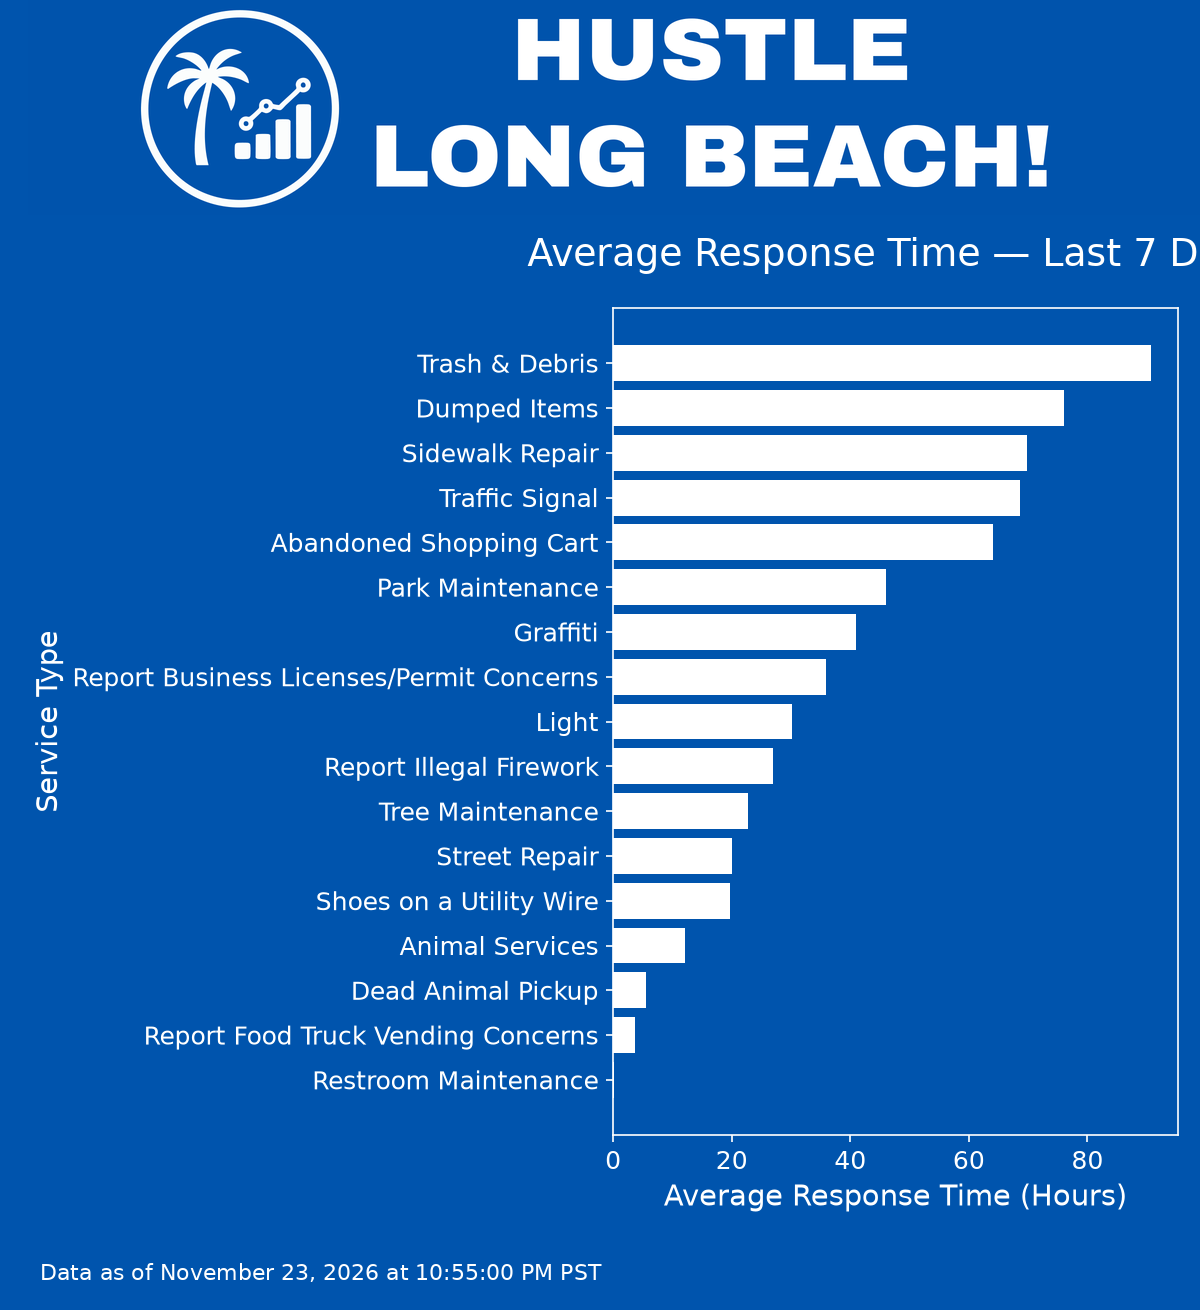 HUSTLE
LONG BEACH!
Average Response Time — Last 7 D
Service Type
Trash & Debris
Dumped Items
Sidewalk Repair
Traffic Signal
Abandoned Shopping Cart
Park Maintenance
Graffiti
Report Business Licenses/Permit Concerns
Light
Report Illegal Firework
Tree Maintenance
Street Repair
Shoes on a Utility Wire
Animal Services
Dead Animal Pickup
Report Food Truck Vending Concerns
Restroom Maintenance
0 20 40 60 80
Average Response Time (Hours)
Data as of November 23, 2026 at 10:55:00 PM PST